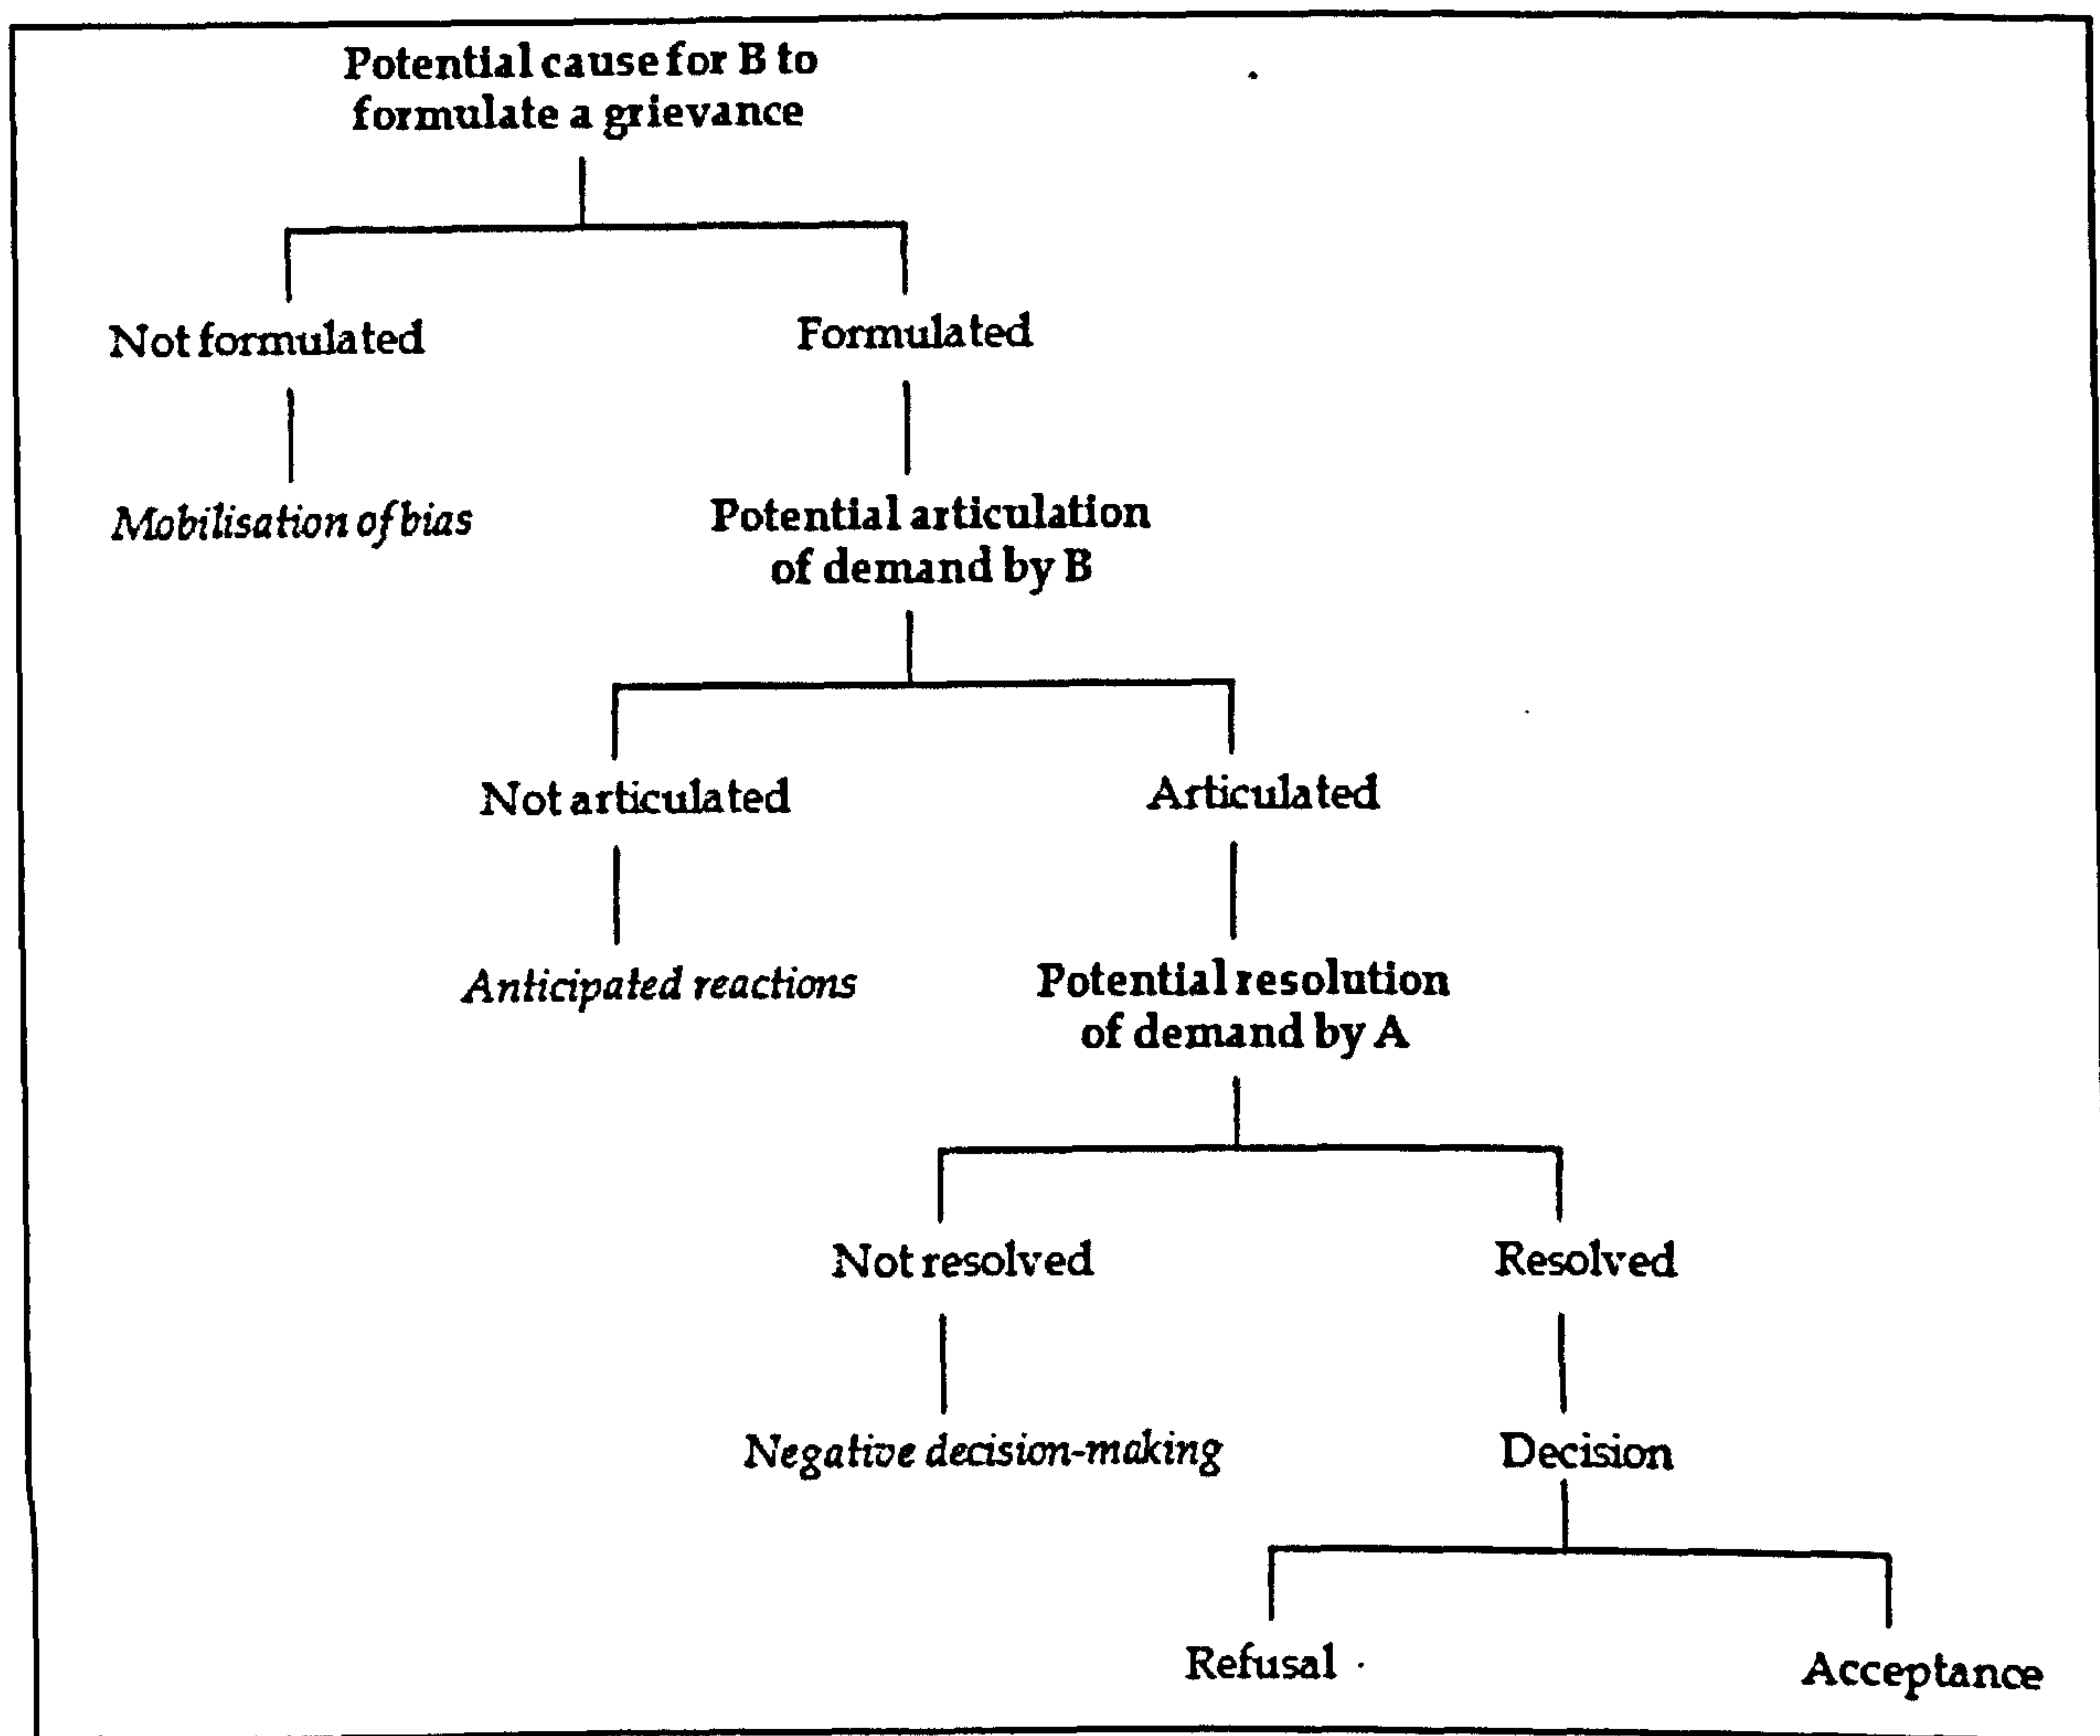 Potential cause for B to
formulate a grievance
Not formulated
Formulated
Mobilisation of bias
Potential articulation
of demand by B
Not articulated
Articulated
Anticipated reactions
Potential resolution
of demand by A
Not resolved
Resolved
Negative decision-making
Decision
Refusal
Acceptance